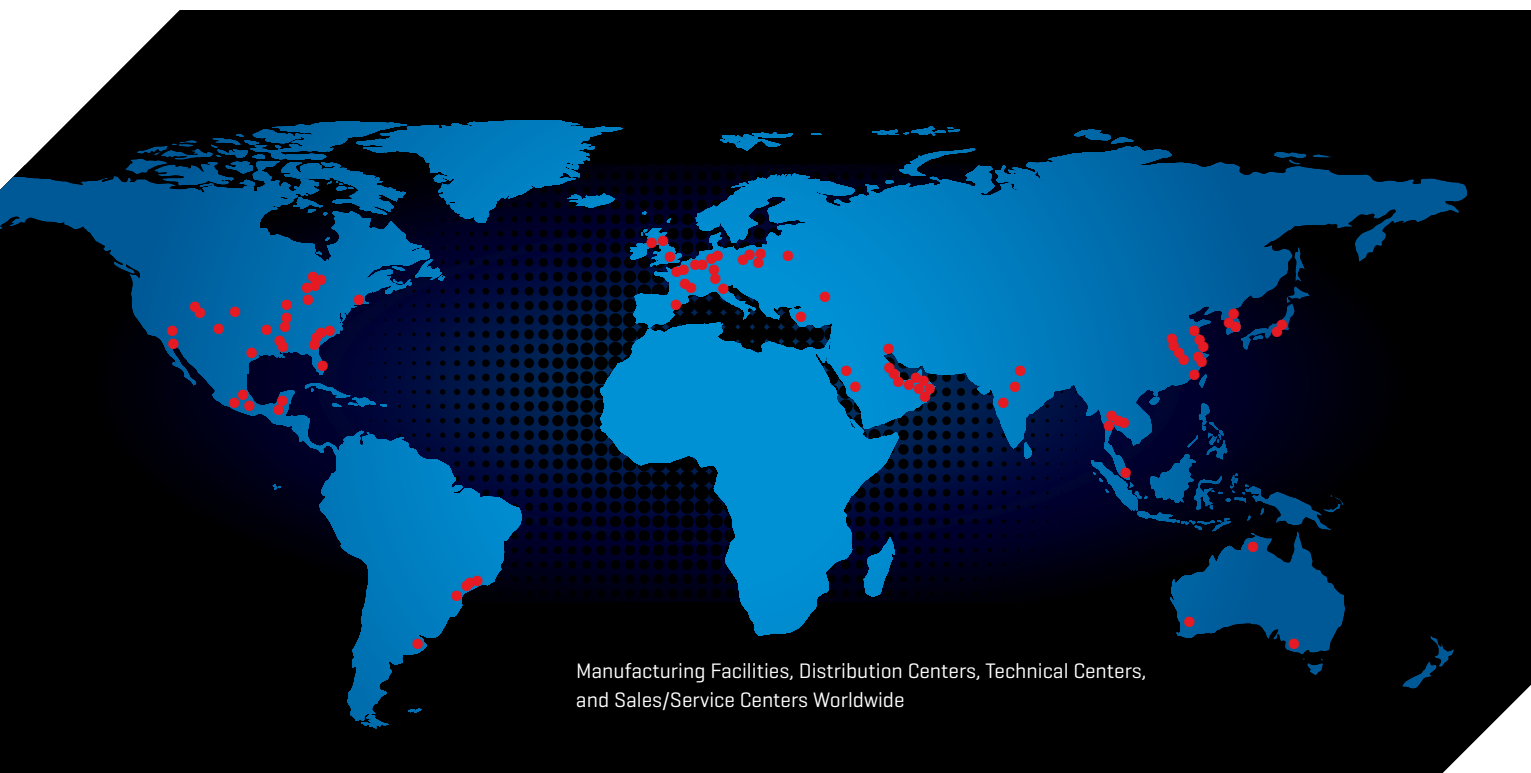 Manufacturing Facilities, Distribution Centers, Technical Centers,
and Sales/Service Centers Worldwide